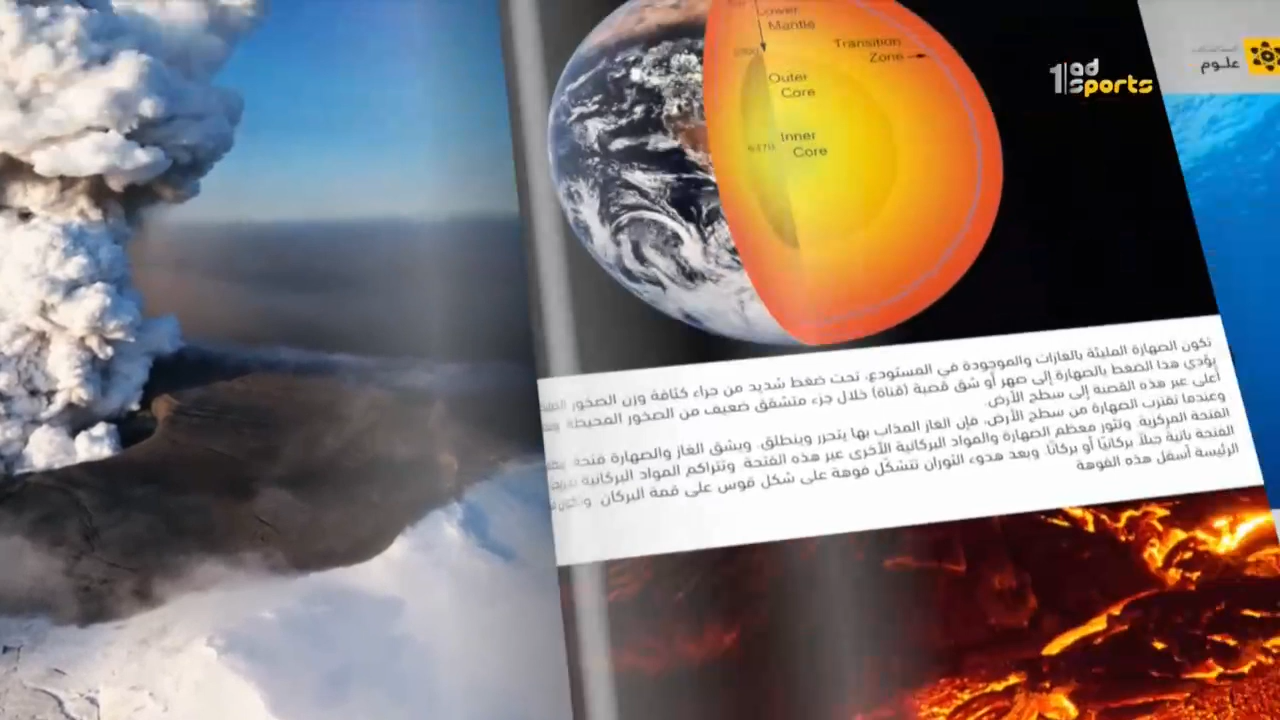 Lower
Mantle
Transition
Zone
Outer
Core
Inner
Core
1 ad
sports
علوم
تكون الصهارة المليئة بالغازات والموجودة في المستودع، تحت ضغط شديد من جراء كثافة وزن الصخور
يؤدي هذا الضغط بالصهارة إلى صهر أو شق قصبة (قناة) خلال جزء متشقق ضعيف من الصخور المحيطة
أعلى عبر هذه القصبة إلى سطح الأرض.
وعندما تقترب الصهارة من سطح الأرض، فإن الغاز المذاب بها يتحرر وينطلق. ويشق الغاز والصهارة فتحة
الفتحة المركزية. وتثور معظم الصهارة والمواد البركانية الأخرى عبر هذه الفتحة. وتتراكم المواد البركانية
الفتحة بانية جبلاً بركانيًا أو بركانًا. وبعد هدوء الثوران تتشكّل فوهة على شكل قوس على قمة البركان
الرئيسة أسفل هذه الفوهة